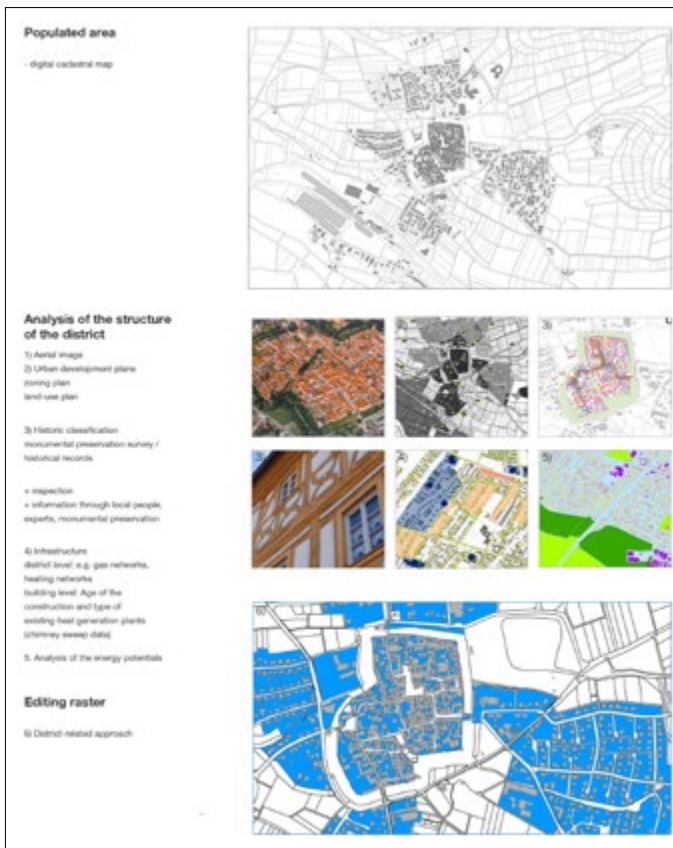 Populated area
- digital cadastral map
Analysis of the structure
of the district
1) Aerial image
2) Urban development plans
zoning plan
land-use plan
3) Historic classification
monumental preservation survey /
historical records
+ inspection
+ information through local people,
experts, monumental preservation
4) Infrastructure
district level: e.g. gas networks,
heating networks
building level: Age of the
construction and type of
existing heat generation plants
(chimney sweep data)
5. Analysis of the energy potentials
3)
5)
Editing raster
6) District-related approach